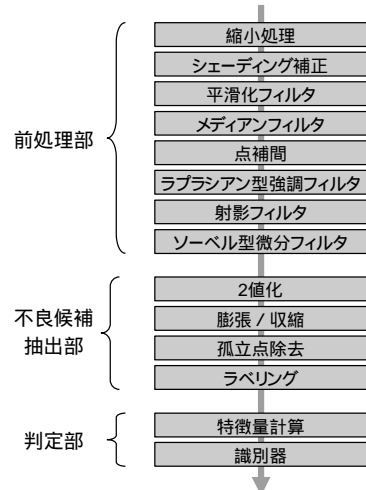 縮小処理
シェーディング補正
平滑化フィルタ
メディアンフィルタ
前処理部
点補間
ラプラシアン型強調フィルタ
射影フィルタ
ソーベル型微分フィルタ
2値化
不良候補
抽出部
膨張 / 収縮
孤立点除去
ラベリング
判定部
特徴量計算
識別器